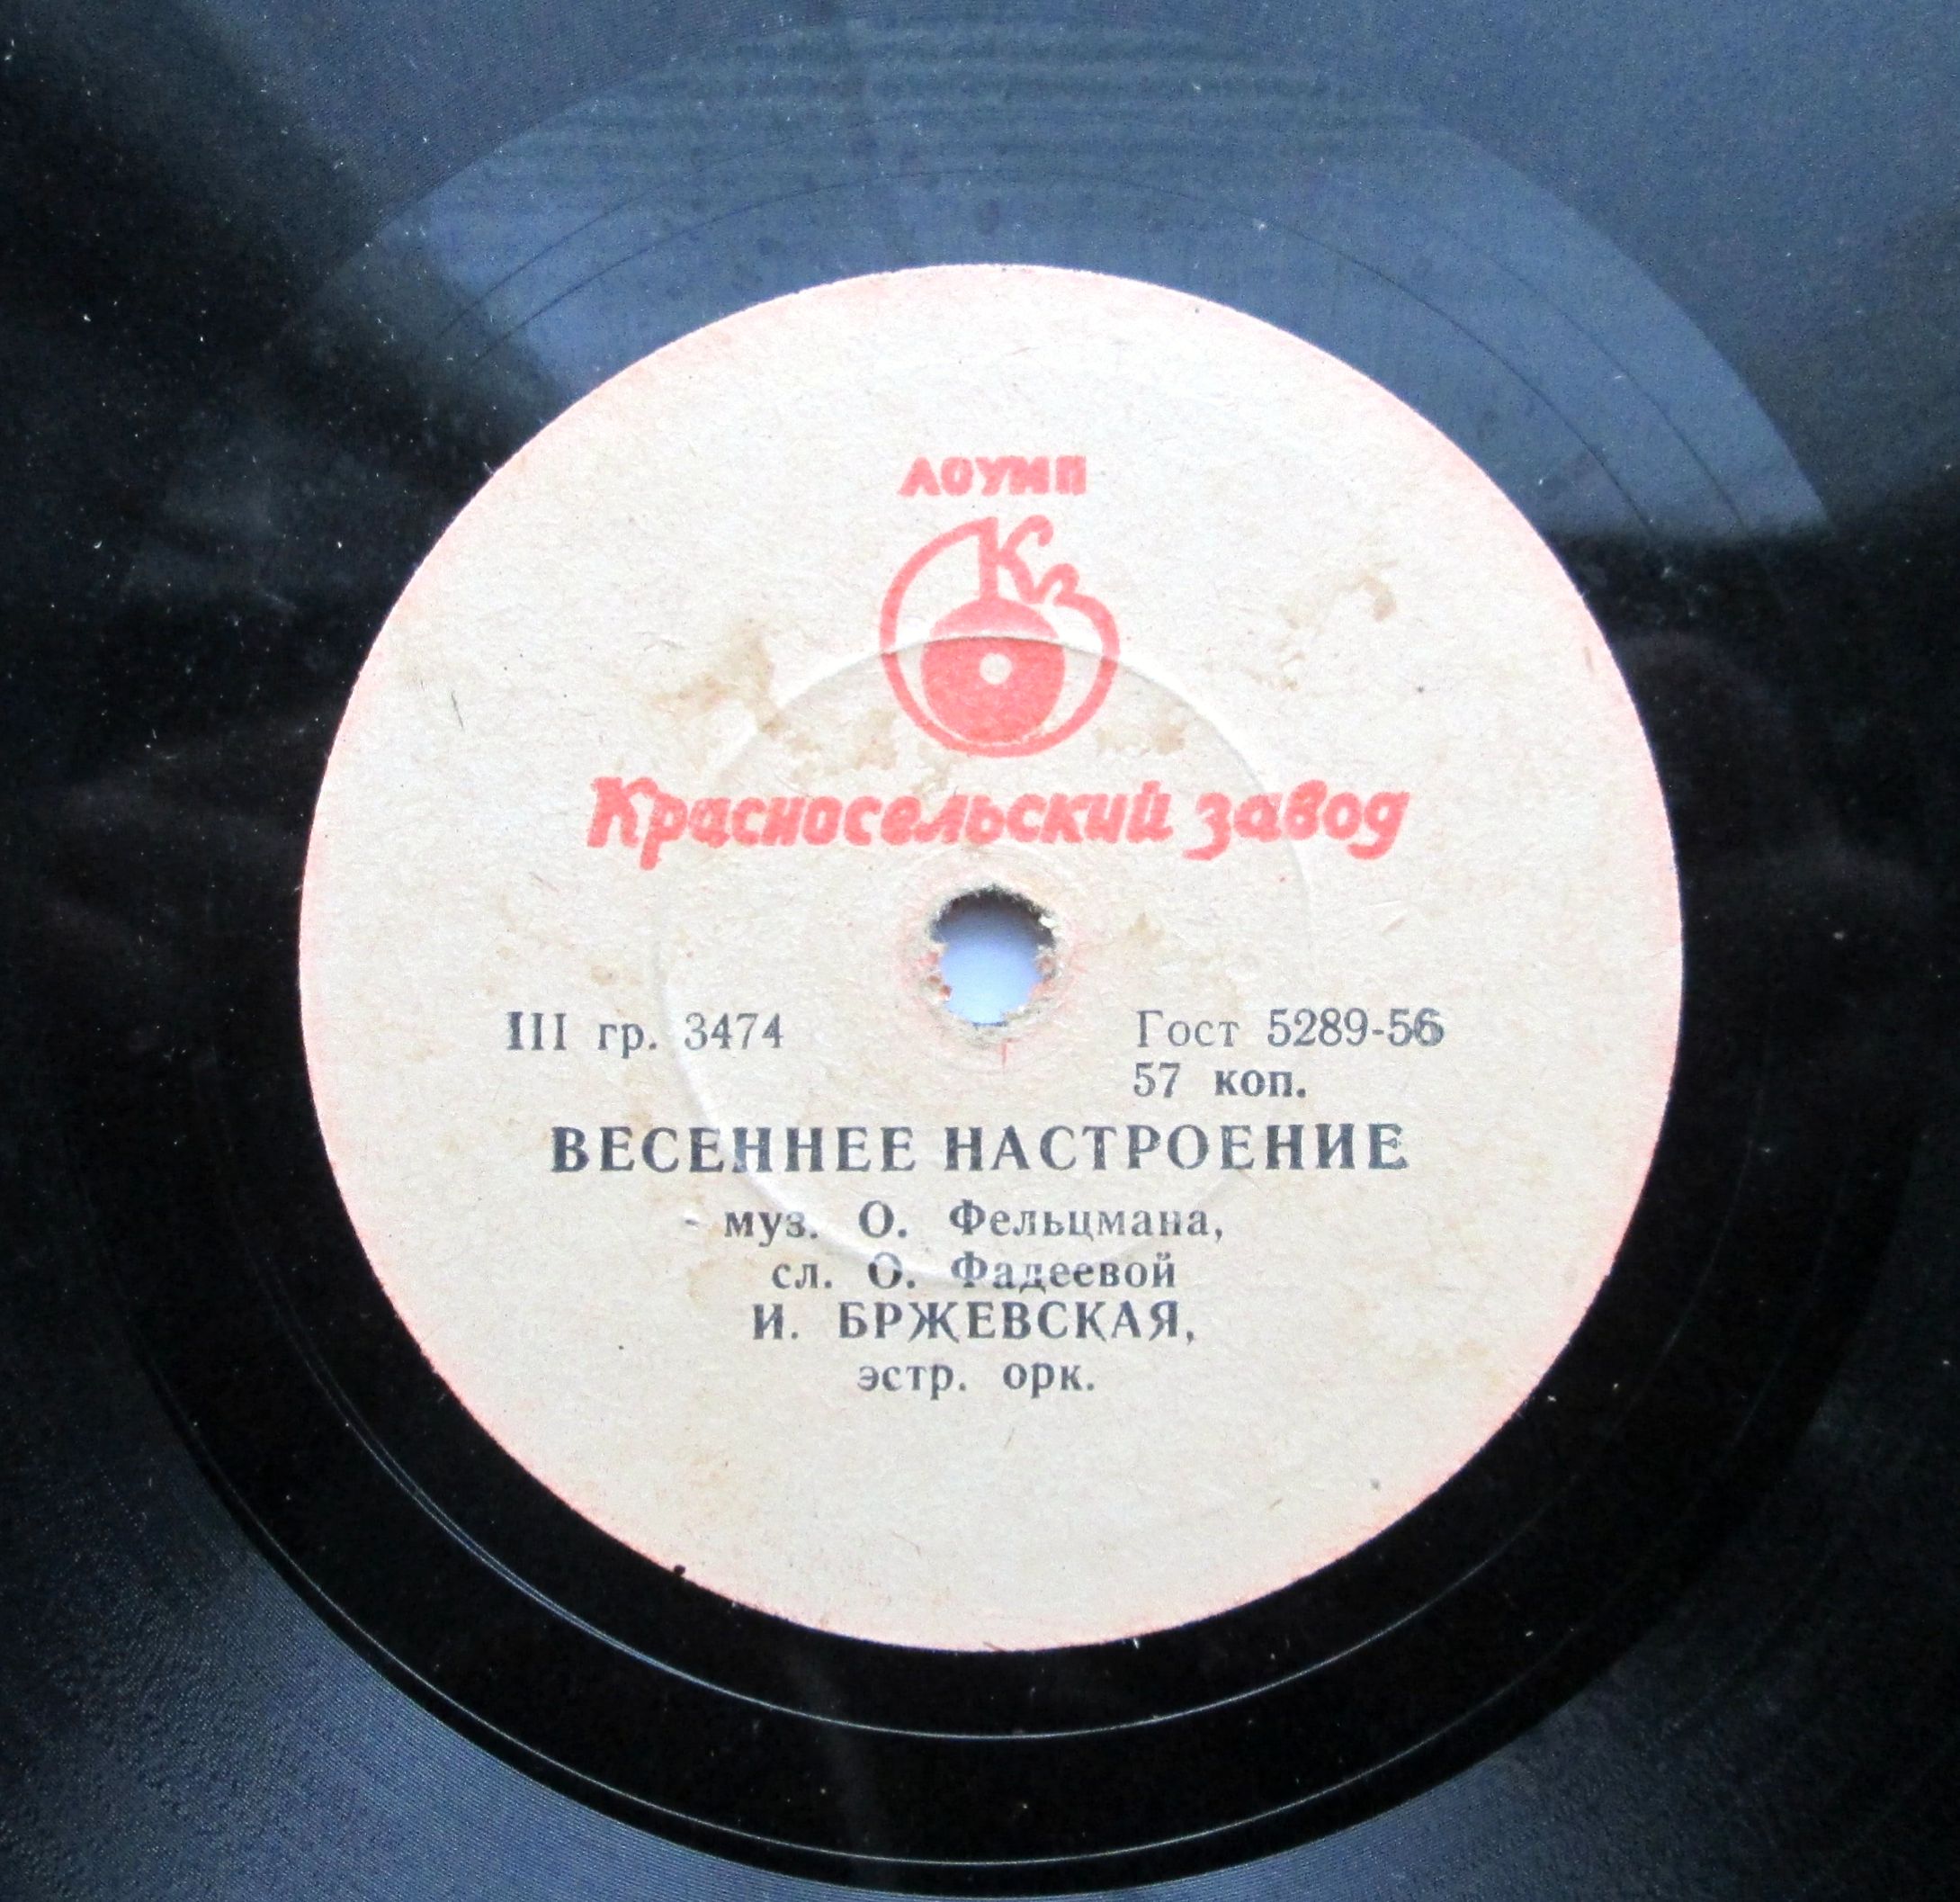 ЛОУМП
Кз
Красносельский завод
III гр. 3474 Гост 5289-56
57 коп.
ВЕСЕННЕЕ НАСТРОЕНИЕ
муз. О. Фельцмана,
сл. О. Фадеевой
И. БРЖЕВСКАЯ,
эстр. орк.